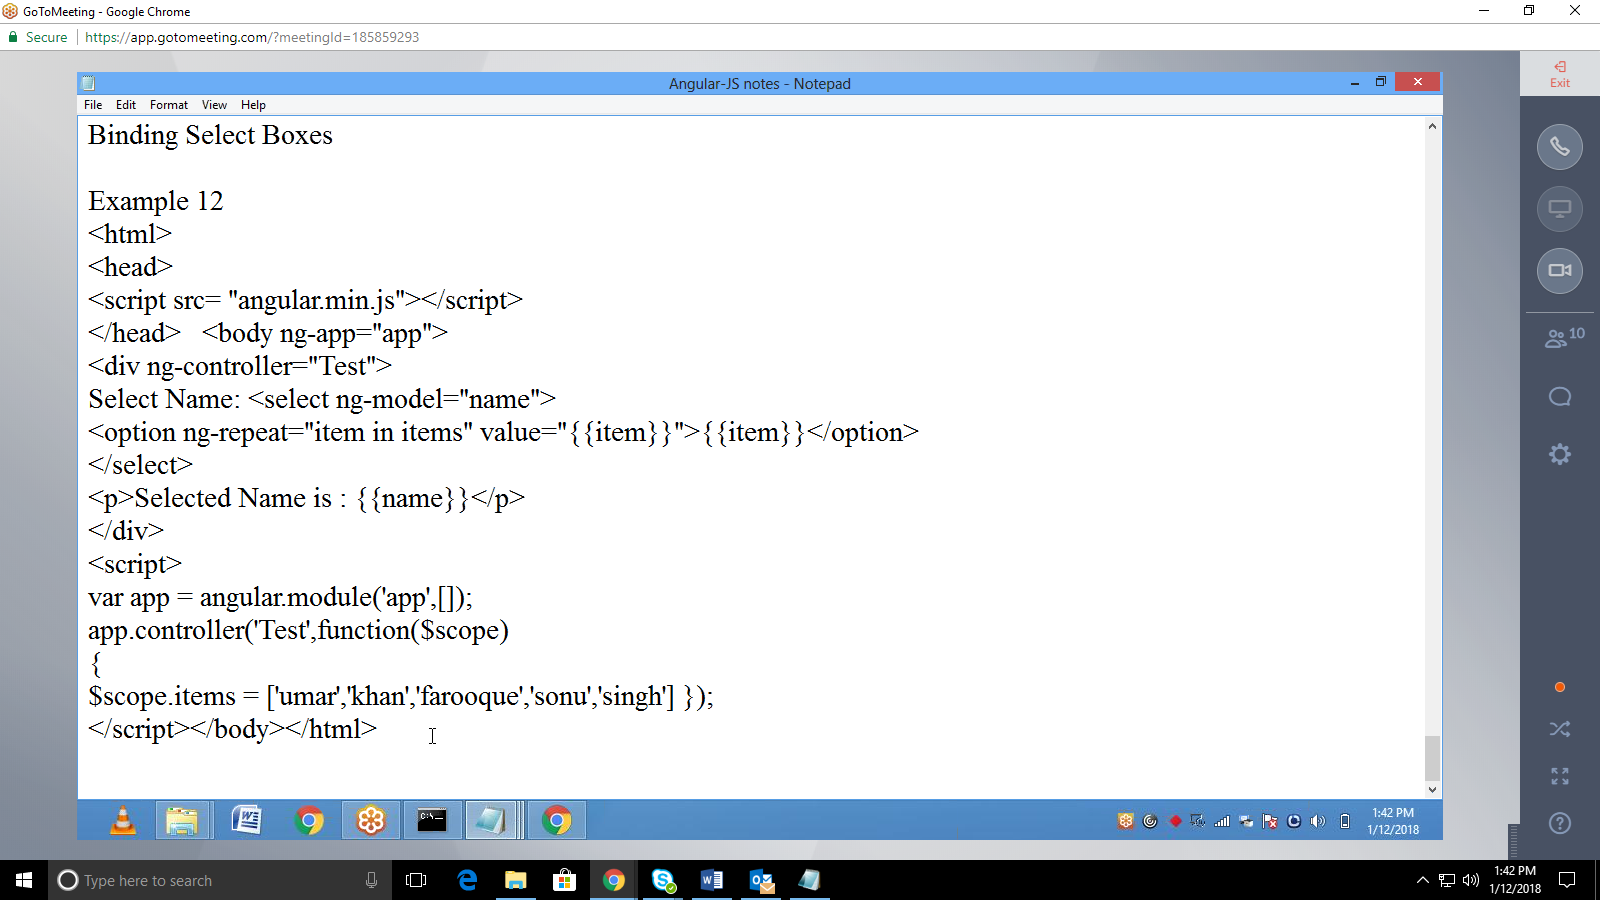 GoToMeeting - Google Chrome
Secure https://app.gotomeeting.com/?meetingId=185859293
Exit
Angular-JS notes - Notepad
File Edit Format View Help
Binding Select Boxes
Example 12
<html>
<head>
<script src= "angular.min.js"></script>
</head>   <body ng-app="app">
<div ng-controller="Test">
Select Name: <select ng-model="name">
<option ng-repeat="item in items" value="{{item}}">{{item}}</option>
</select>
<p>Selected Name is : {{name}}</p>
</div>
<script>
var app = angular.module('app',[]);
app.controller('Test',function($scope)
{
$scope.items = ['umar','khan','farooque','sonu','singh'] });
</script></body></html>
10
C:\_
1:42 PM
1/12/2018
Type here to search
1:42 PM
1/12/2018